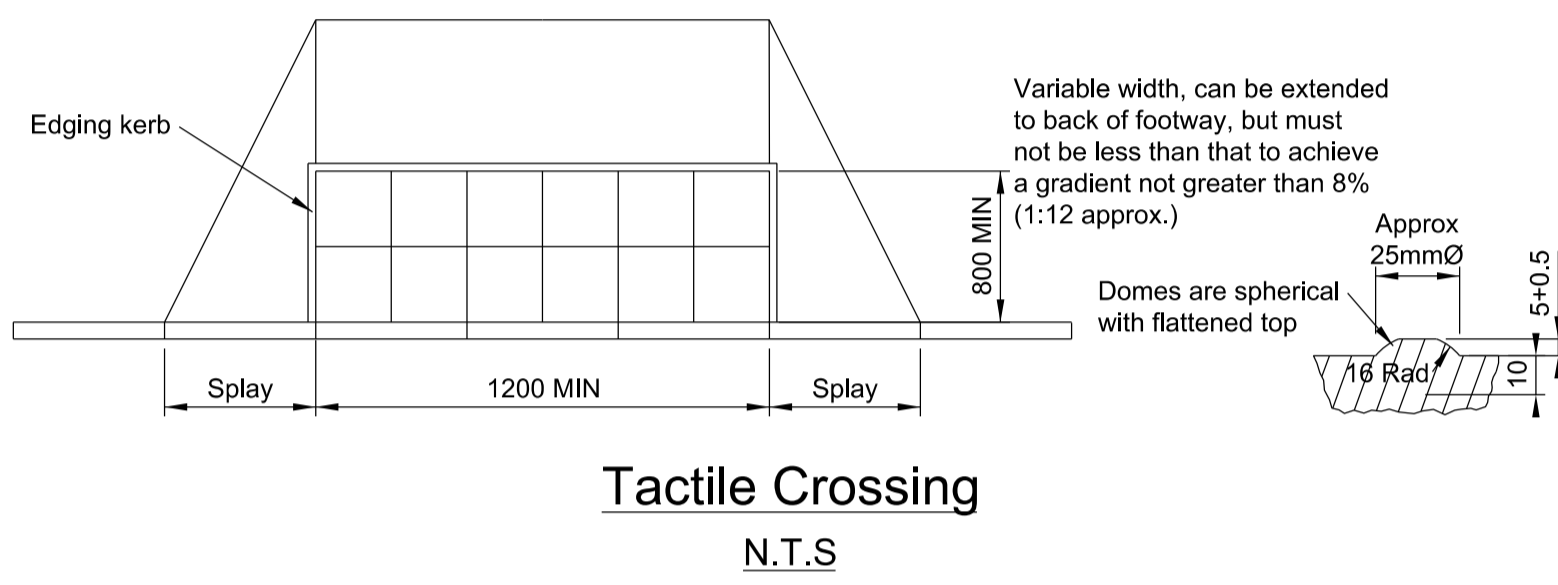 Edging kerb
Variable width, can be extended
to back of footway, but must
not be less than that to achieve
a gradient not greater than 8%
(1:12 approx.)
800 MIN
Splay
1200 MIN
Splay
Approx
25mmØ
Domes are spherical
with flattened top
5+0.5
16 Rad
10
Tactile Crossing
N.T.S